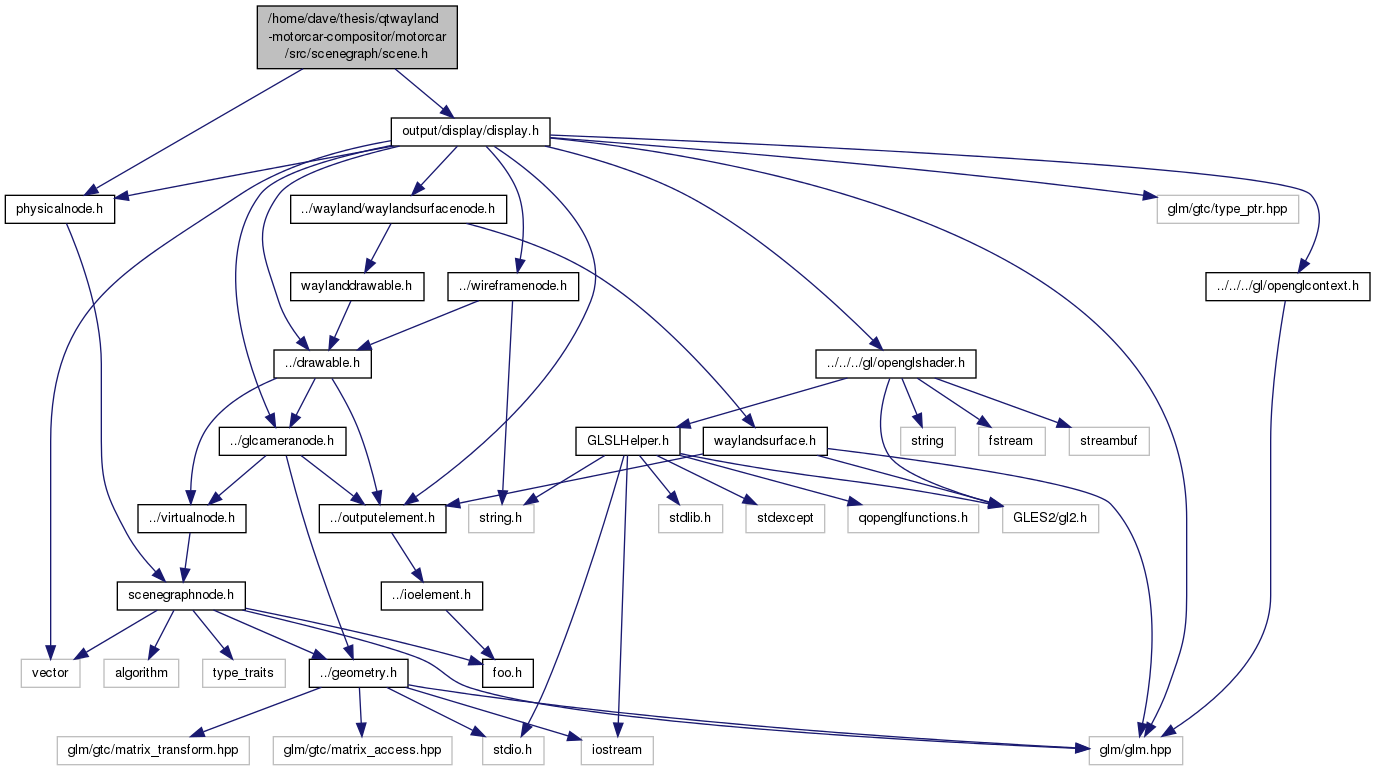 /home/dave/thesis/qtwayland
-motorcar-compositor/motorcar
/src/scenegraph/scene.h
output/display/display.h
physicalnode.h
../wayland/waylandsurfacenode.h
glm/gtc/type_ptr.hpp
waylanddrawable.h
../wireframenode.h
../../../gl/openglcontext.h
../drawable.h
../../../gl/openglshader.h
../glcameranode.h
GLSLHelper.h
waylandsurface.h
string
fstream
streambuf
../virtualnode.h
../outputelement.h
string.h
stdlib.h
stdexcept
qopenglfunctions.h
GLES2/gl2.h
scenegraphnode.h
../ioelement.h
vector
algorithm
type_traits
../geometry.h
foo.h
glm/gtc/matrix_transform.hpp
glm/gtc/matrix_access.hpp
stdio.h
iostream
glm/glm.hpp